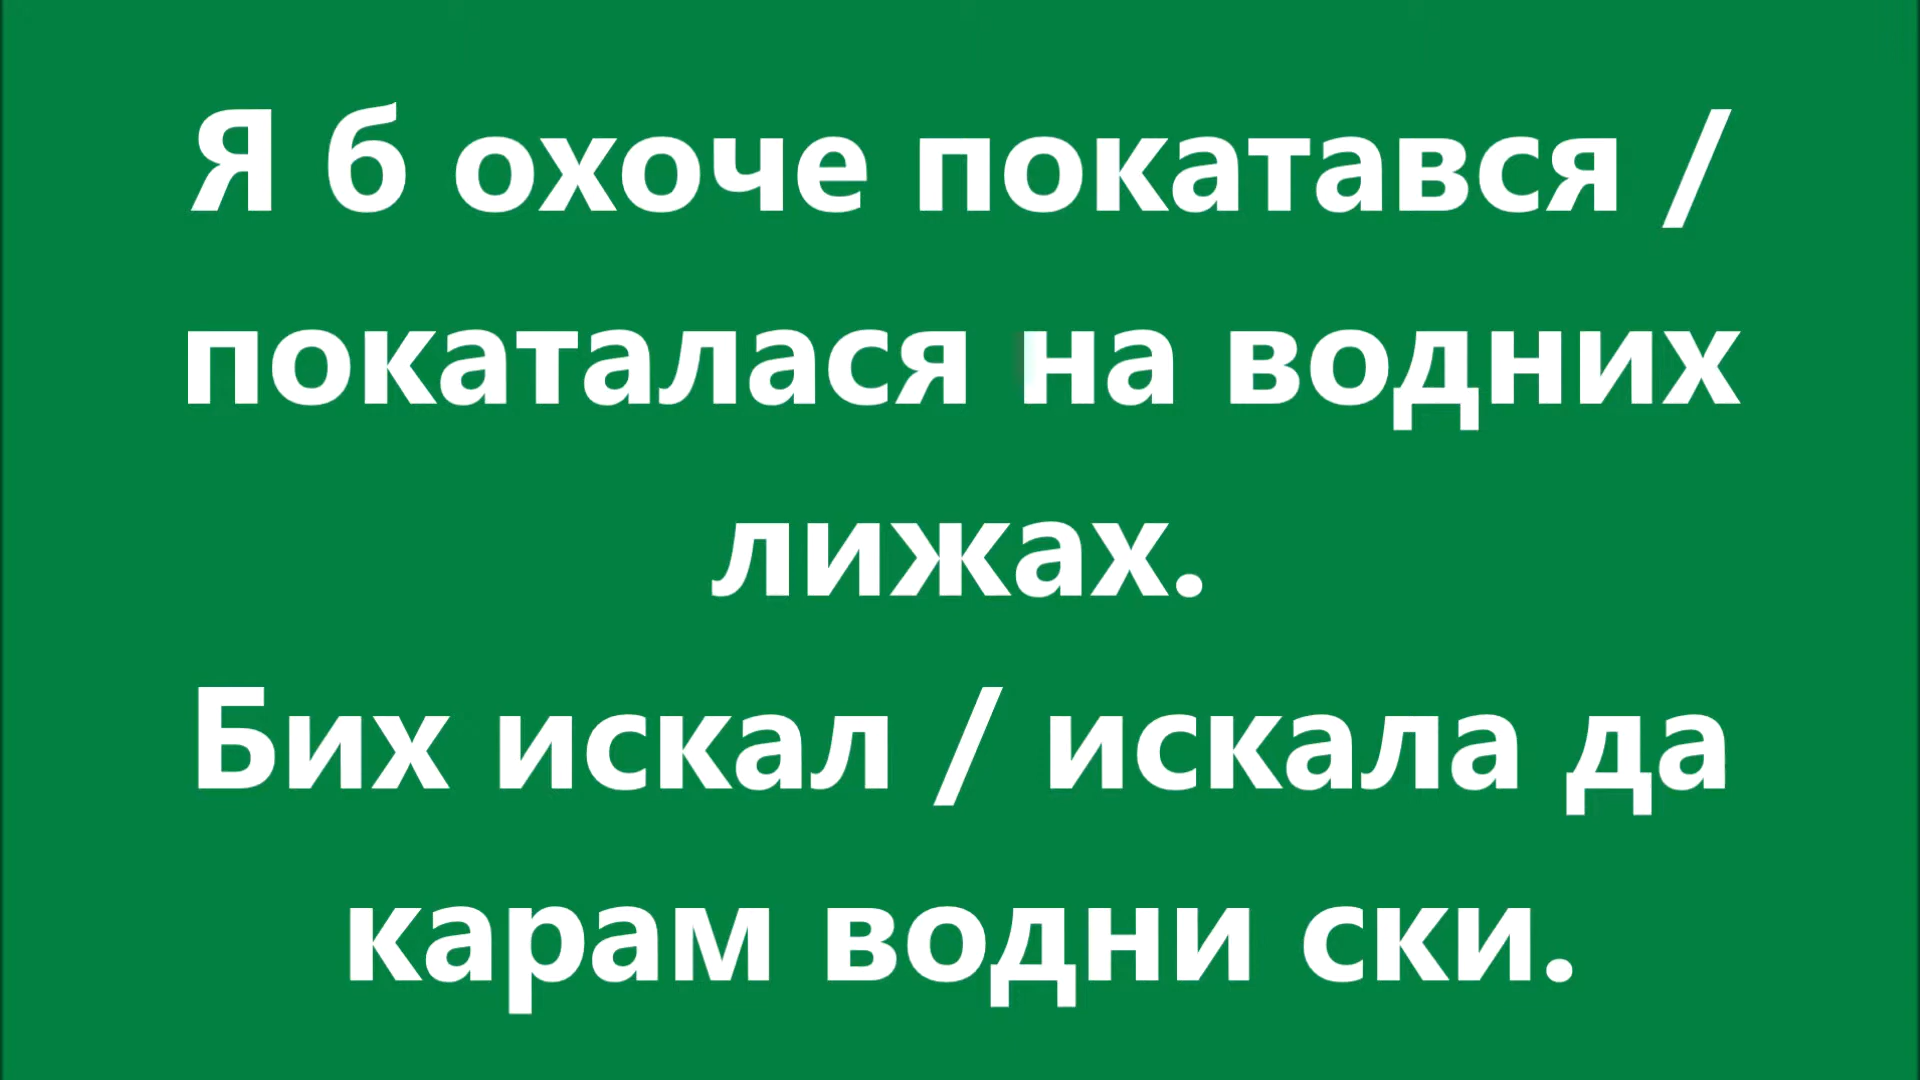 Я б охоче покатався /
покаталася на водних
лижах.
Бих искал / искала да
карам водни ски.